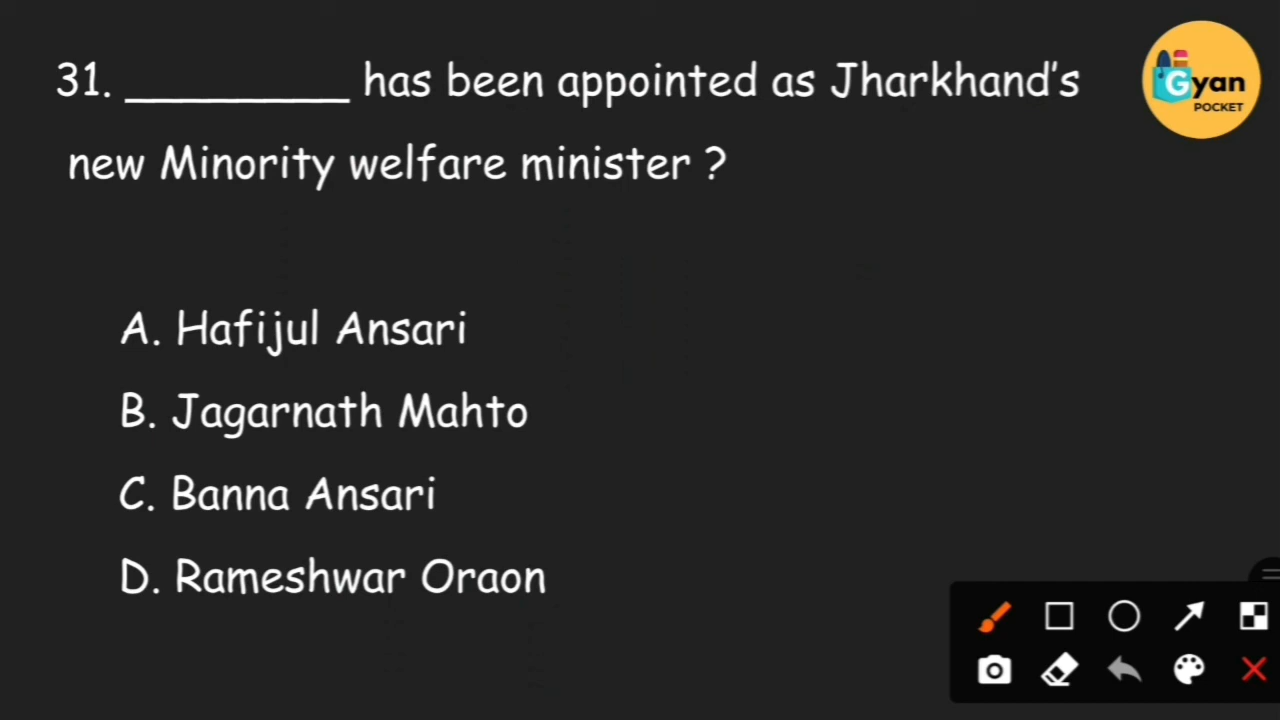 31. ________ has been appointed as Jharkhand's
new Minority welfare minister ?
Gyan
POCKET
A. Hafijul Ansari
B. Jagarnath Mahto
C. Banna Ansari
D. Rameshwar Oraon